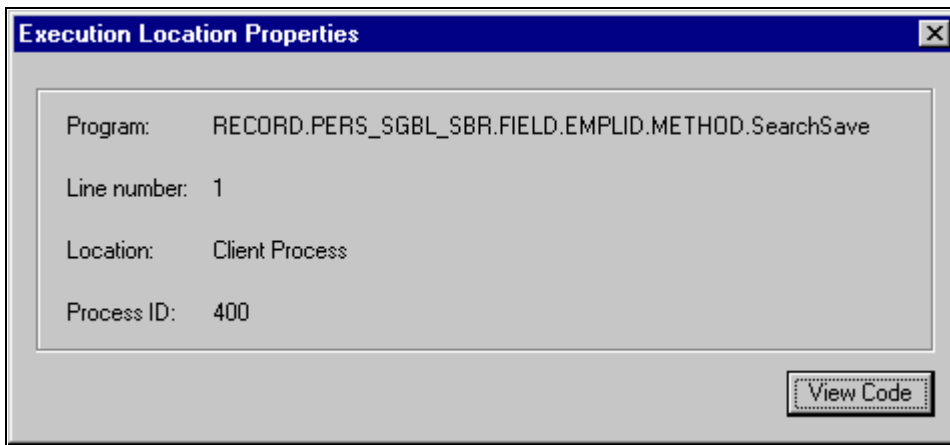 Execution Location Properties
Program: RECORD.PERS_SGBL_SBR.FIELD.EMPLID.METHOD.SearchSave
Line number: 1
Location: Client Process
Process ID: 400
View Code